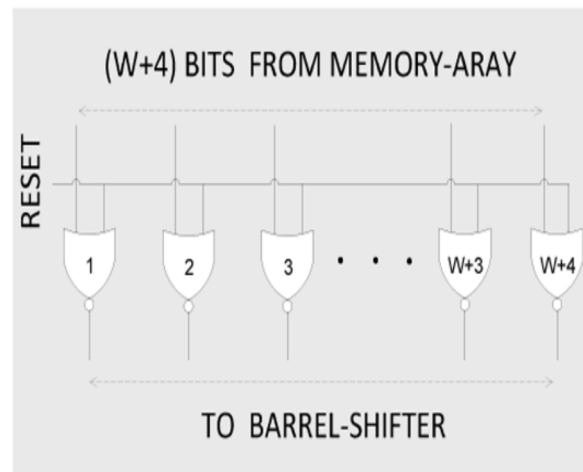 (W+4) BITS FROM MEMORY-ARAY
RESET
1 2 3 . . . W+3 W+4
TO BARREL-SHIFTER